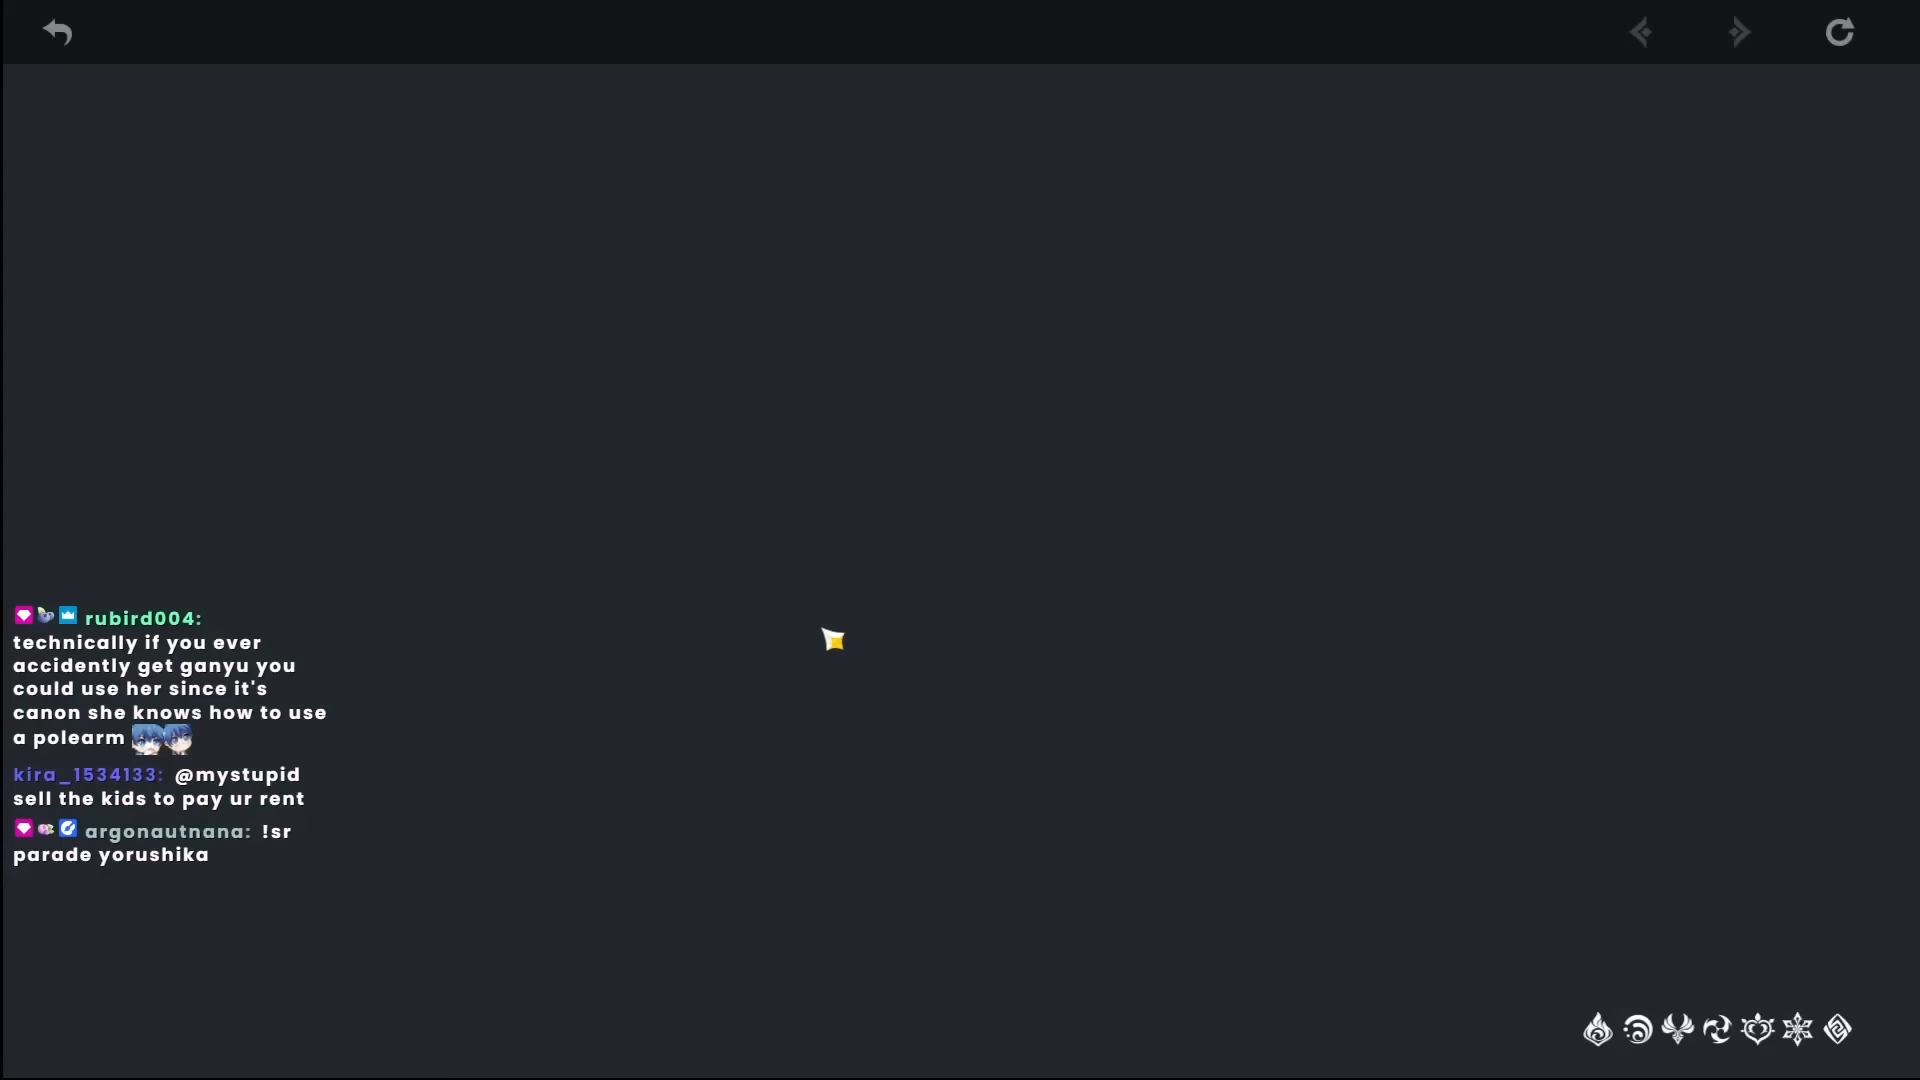 rubird004:
technically if you ever
accidently get ganyu you
could use her since it's
canon she knows how to use
a polearm
kira_1534133: @mystupid
sell the kids to pay ur rent
argonautnana: !sr
parade yorushika